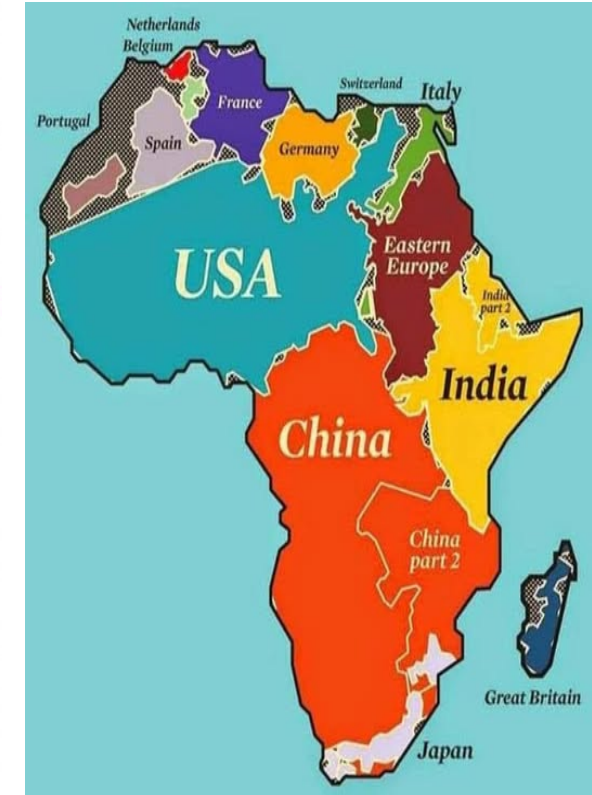 Netherlands
Belgium
Switzerland
Italy
France
Portugal
Spain
Germany
Eastern
Europe
USA
India
part 2
India
China
China
part 2
Great Britain
Japan